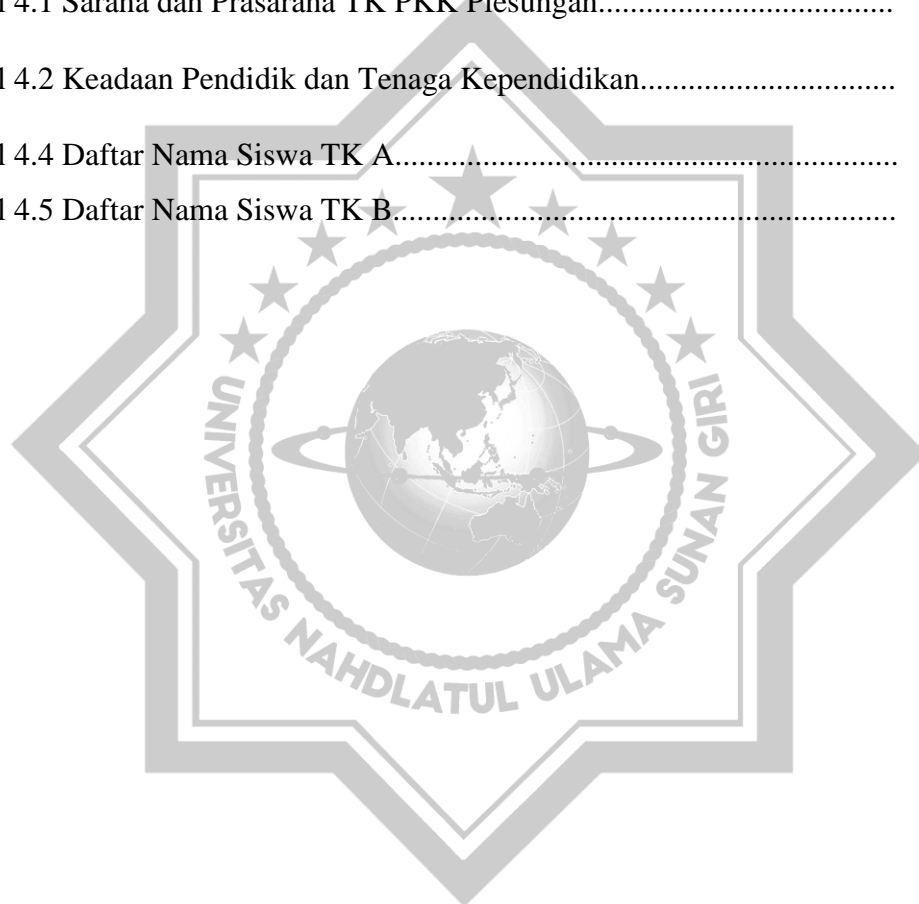 l 4.1 Sarana dan Prasarana TK PKK Plesungan.....................................
l 4.2 Keadaan Pendidik dan Tenaga Kependidikan................................
l 4.4 Daftar Nama Siswa TK A...............................................................
l 4.5 Daftar Nama Siswa TK B...............................................................
UNIVERSITAS NAHDLATUL ULAMA SUNAN GIRI